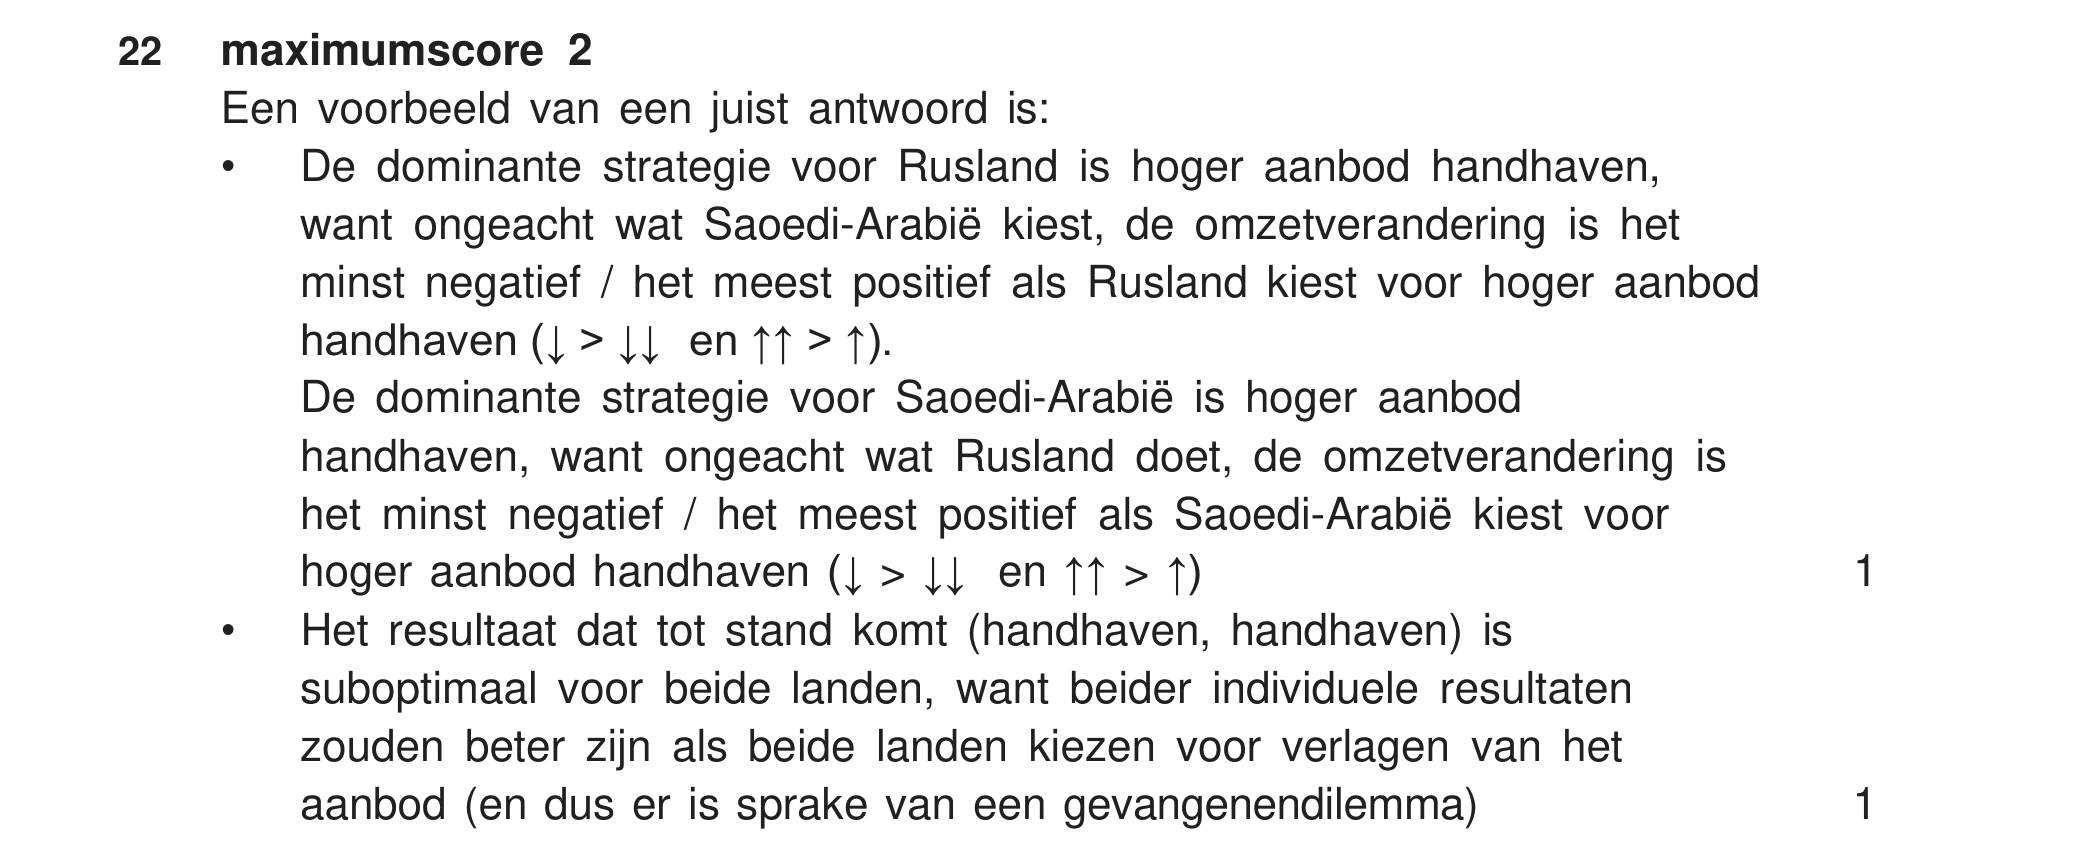 22 maximumscore 2
Een voorbeeld van een juist antwoord is:
• De dominante strategie voor Rusland is hoger aanbod handhaven,
want ongeacht wat Saoedi-Arabië kiest, de omzetverandering is het
minst negatief / het meest positief als Rusland kiest voor hoger aanbod
handhaven (↓ > ↓↓ en ↑↑ > ↑).
De dominante strategie voor Saoedi-Arabië is hoger aanbod
handhaven, want ongeacht wat Rusland doet, de omzetverandering is
het minst negatief / het meest positief als Saoedi-Arabië kiest voor
hoger aanbod handhaven (↓ > ↓↓ en ↑↑ > ↑) 1
• Het resultaat dat tot stand komt (handhaven, handhaven) is
suboptimaal voor beide landen, want beider individuele resultaten
zouden beter zijn als beide landen kiezen voor verlagen van het
aanbod (en dus er is sprake van een gevangenendilemma) 1